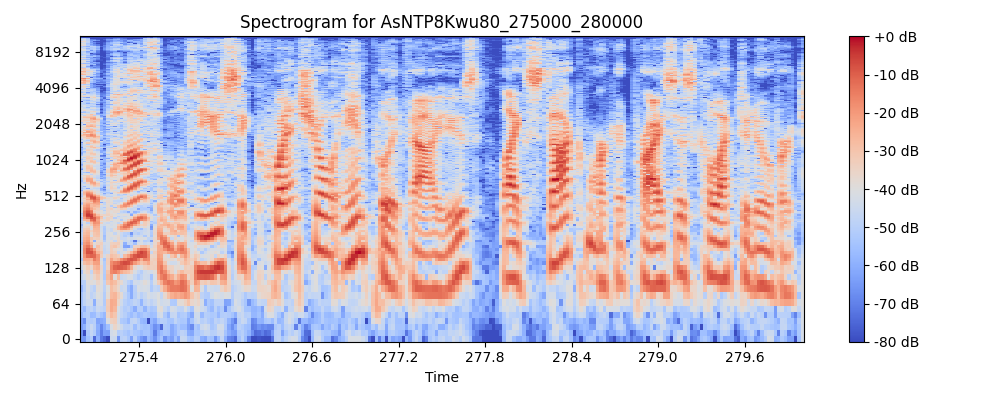 Spectrogram for AsNTP8Kwu80_275000_280000
8192
4096
2048
1024
512
256
128
64
0
Hz
275.4 276.0 276.6 277.2 277.8 278.4 279.0 279.6
Time
+0 dB
-10 dB
-20 dB
-30 dB
-40 dB
-50 dB
-60 dB
-70 dB
-80 dB